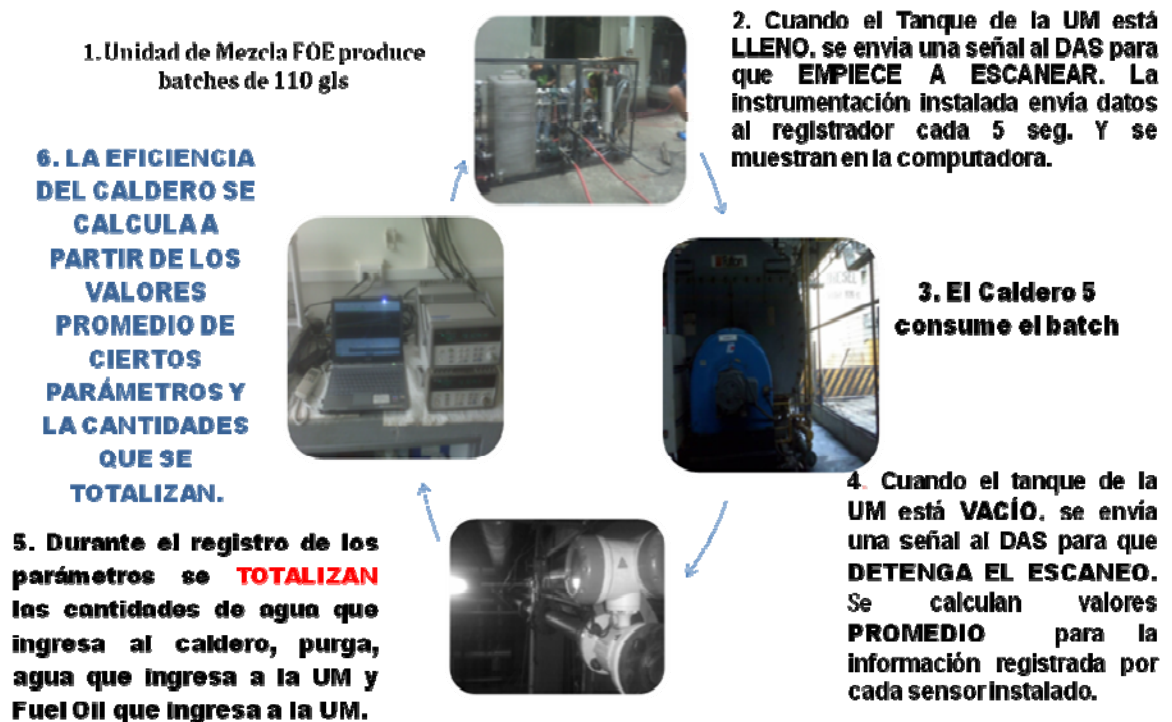 1. Unidad de Mezcla FOE produce
batches de 110 gls
2. Cuando el Tanque de la UM está
LLENO, se envia una señal al DAS para
que EMPIECE A ESCANEAR. La
instrumentación instalada envía datos
al registrador cada 5 seg. Y se
muestran en la computadora.
3. El Caldero 5
consume el batch
4. Cuando el tanque de la
UM está VACÍO, se envia
una señal al DAS para que
DETENGA EL ESCANEO.
Se calculan valores
PROMEDIO para la
información registrada por
cada sensor instalado.
5. Durante el registro de los
parámetros se TOTALIZAN
las cantidades de agua que
ingresa al caldero, purga,
agua que ingresa a la UM y
Fuel Oil que ingresa a la UM.
6. LA EFICIENCIA
DEL CALDERO SE
CALCULA A
PARTIR DE LOS
VALORES
PROMEDIO DE
CIERTOS
PARÁMETROS Y
LA CANTIDADES
QUE SE
TOTALIZAN.